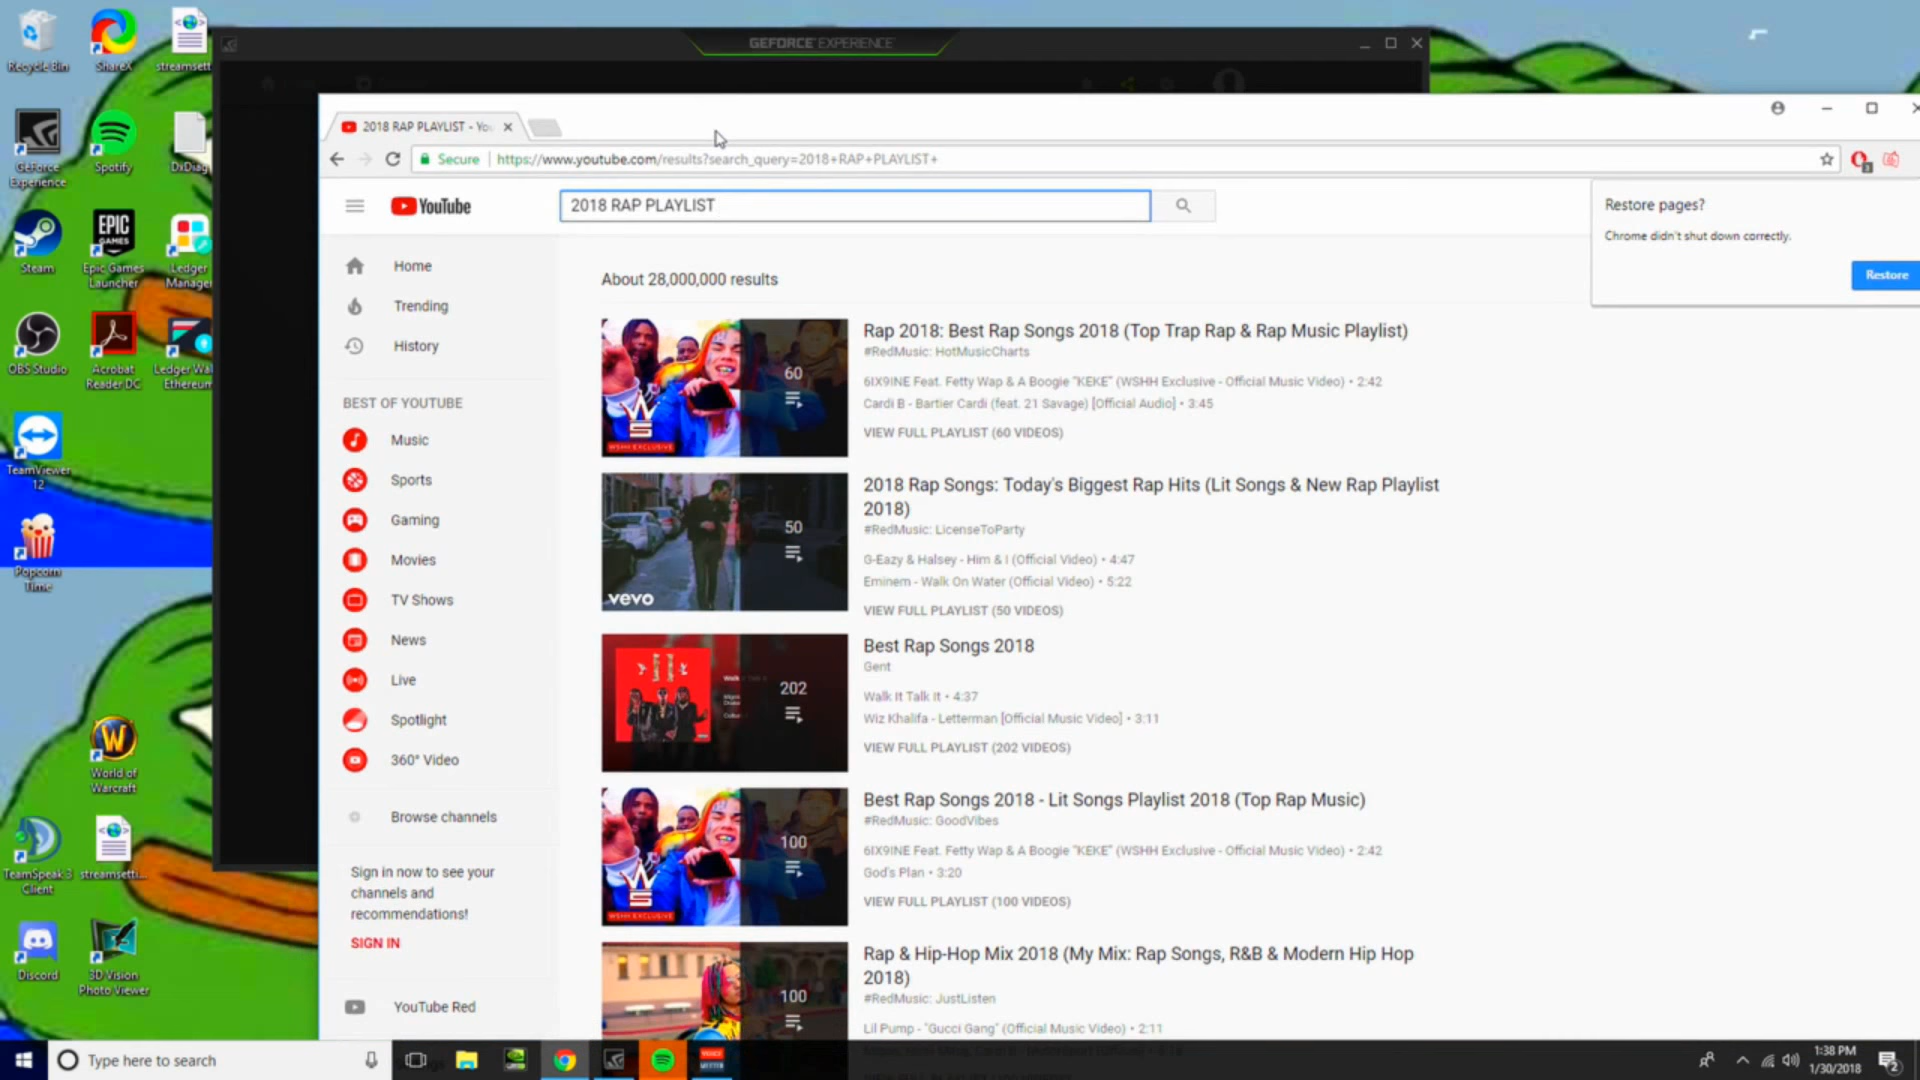 GEFORCE EXPERIENCE
Recycle Bin
ShareX
streamsett
GeForce Experience
Spotify
DxDiag
Steam
EPIC GAMES
Epic Games Launcher
Ledger Manager
OBS Studio
Acrobat Reader DC
Ledger Wal
Ethereum
TeamViewer 12
Popcorn Time
World of Warcraft
TeamSpeak 3 Client
streamsetti...
Discord
3D Vision Photo Viewer
2018 RAP PLAYLIST - You
Secure
https://www.youtube.com/results?search_query=2018+RAP+PLAYLIST+
3
YouTube
2018 RAP PLAYLIST
Restore pages?
Chrome didn't shut down correctly.
Restore
Home
Trending
History
BEST OF YOUTUBE
Music
Sports
Gaming
Movies
TV Shows
News
Live
Spotlight
360° Video
Browse channels
Sign in now to see your
channels and
recommendations!
SIGN IN
YouTube Red
About 28,000,000 results
60
WSHH EXCLUSIVE
Rap 2018: Best Rap Songs 2018 (Top Trap Rap & Rap Music Playlist)
#RedMusic: HotMusicCharts
6IX9INE Feat. Fetty Wap & A Boogie "KEKE" (WSHH Exclusive - Official Music Video) • 2:42
Cardi B - Bartier Cardi (feat. 21 Savage) [Official Audio] • 3:45
VIEW FULL PLAYLIST (60 VIDEOS)
50
vevo
2018 Rap Songs: Today's Biggest Rap Hits (Lit Songs & New Rap Playlist
2018)
#RedMusic: LicenseToParty
G-Eazy & Halsey - Him & I (Official Video) • 4:47
Eminem - Walk On Water (Official Video) • 5:22
VIEW FULL PLAYLIST (50 VIDEOS)
202
Best Rap Songs 2018
Gent
Walk It Talk It • 4:37
Wiz Khalifa - Letterman [Official Music Video] • 3:11
VIEW FULL PLAYLIST (202 VIDEOS)
100
WSHH EXCLUSIVE
Best Rap Songs 2018 - Lit Songs Playlist 2018 (Top Rap Music)
#RedMusic: GoodVibes
6IX9INE Feat. Fetty Wap & A Boogie "KEKE" (WSHH Exclusive - Official Music Video) • 2:42
God's Plan • 3:20
VIEW FULL PLAYLIST (100 VIDEOS)
100
Rap & Hip-Hop Mix 2018 (My Mix: Rap Songs, R&B & Modern Hip Hop
2018)
#RedMusic: JustListen
Lil Pump - "Gucci Gang" (Official Music Video) • 2:11
Type here to search
1:38 PM
1/30/2018
2